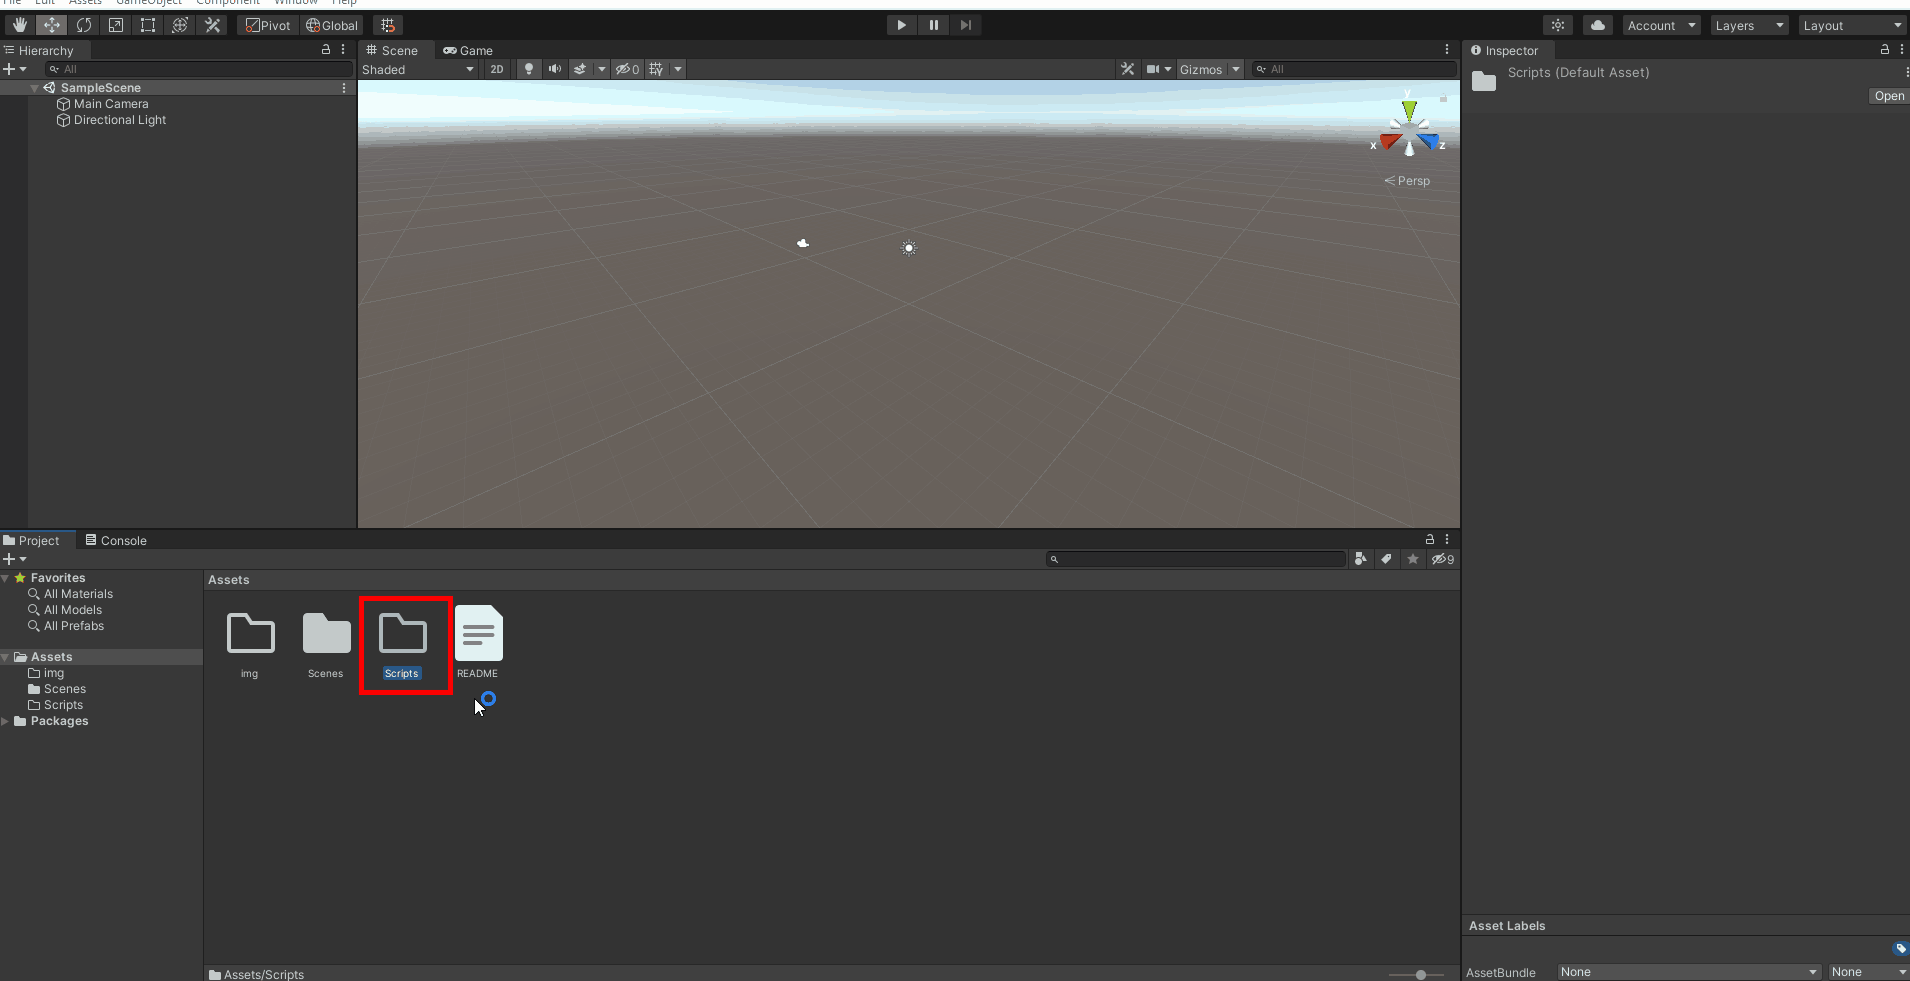 File Edit Assets GameObject Component Window Help
Pivot Global
Account Layers Layout
Hierarchy
All
SampleScene
Main Camera
Directional Light
Scene Game
Shaded 2D 0 Gizmos All
y
x z
Persp
Inspector
Scripts (Default Asset)
Open
Project Console
9
Favorites
All Materials
All Models
All Prefabs
Assets
img
Scenes
Scripts
Packages
Assets
img Scenes Scripts README
Assets/Scripts
Asset Labels
AssetBundle None None